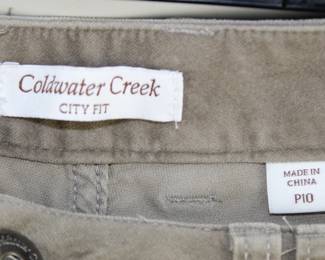 Coldwater Creek
CITY FIT
MADE IN
CHINA
P10